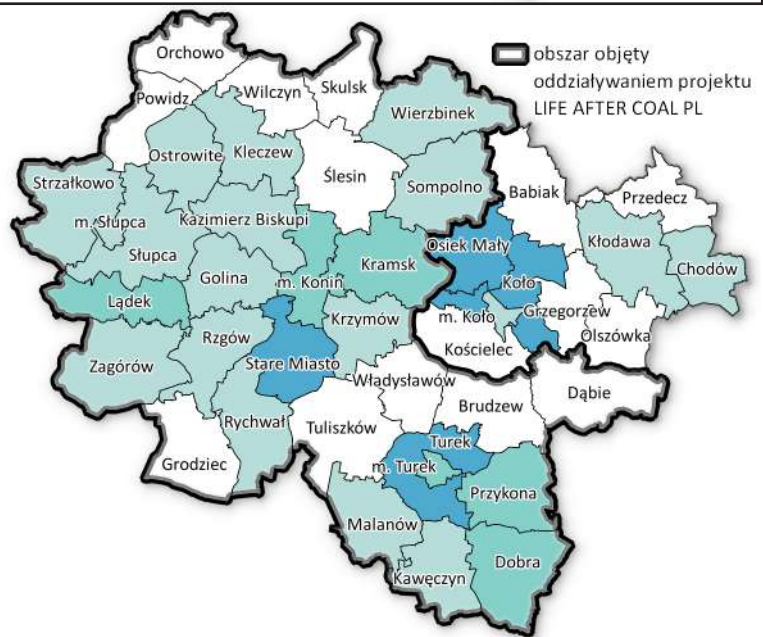 obszar objęty
oddziaływaniem projektu
LIFE AFTER COAL PL
Orchowo
Powidz
Wilczyn
Skulsk
Wierzbinek
Ostrowite
Kleczew
Ślesin
Sompolno
Babiak
Przedecz
Strzałkowo
m. Słupca
Kazimierz Biskupi
Słupca
Osiek Mały
Kłodawa
Chodów
Golina
m. Konin
Kramsk
Koło
Lądek
Grzegorzew
m. Koło
Olszówka
Krzymów
Rzgów
Kościelec
Zagórów
Stare Miasto
Władysławów
Dąbie
Brudzew
Rychwał
Tuliszków
Grodziec
Turek
m. Turek
Przykona
Malanów
Dobra
Kawęczyn